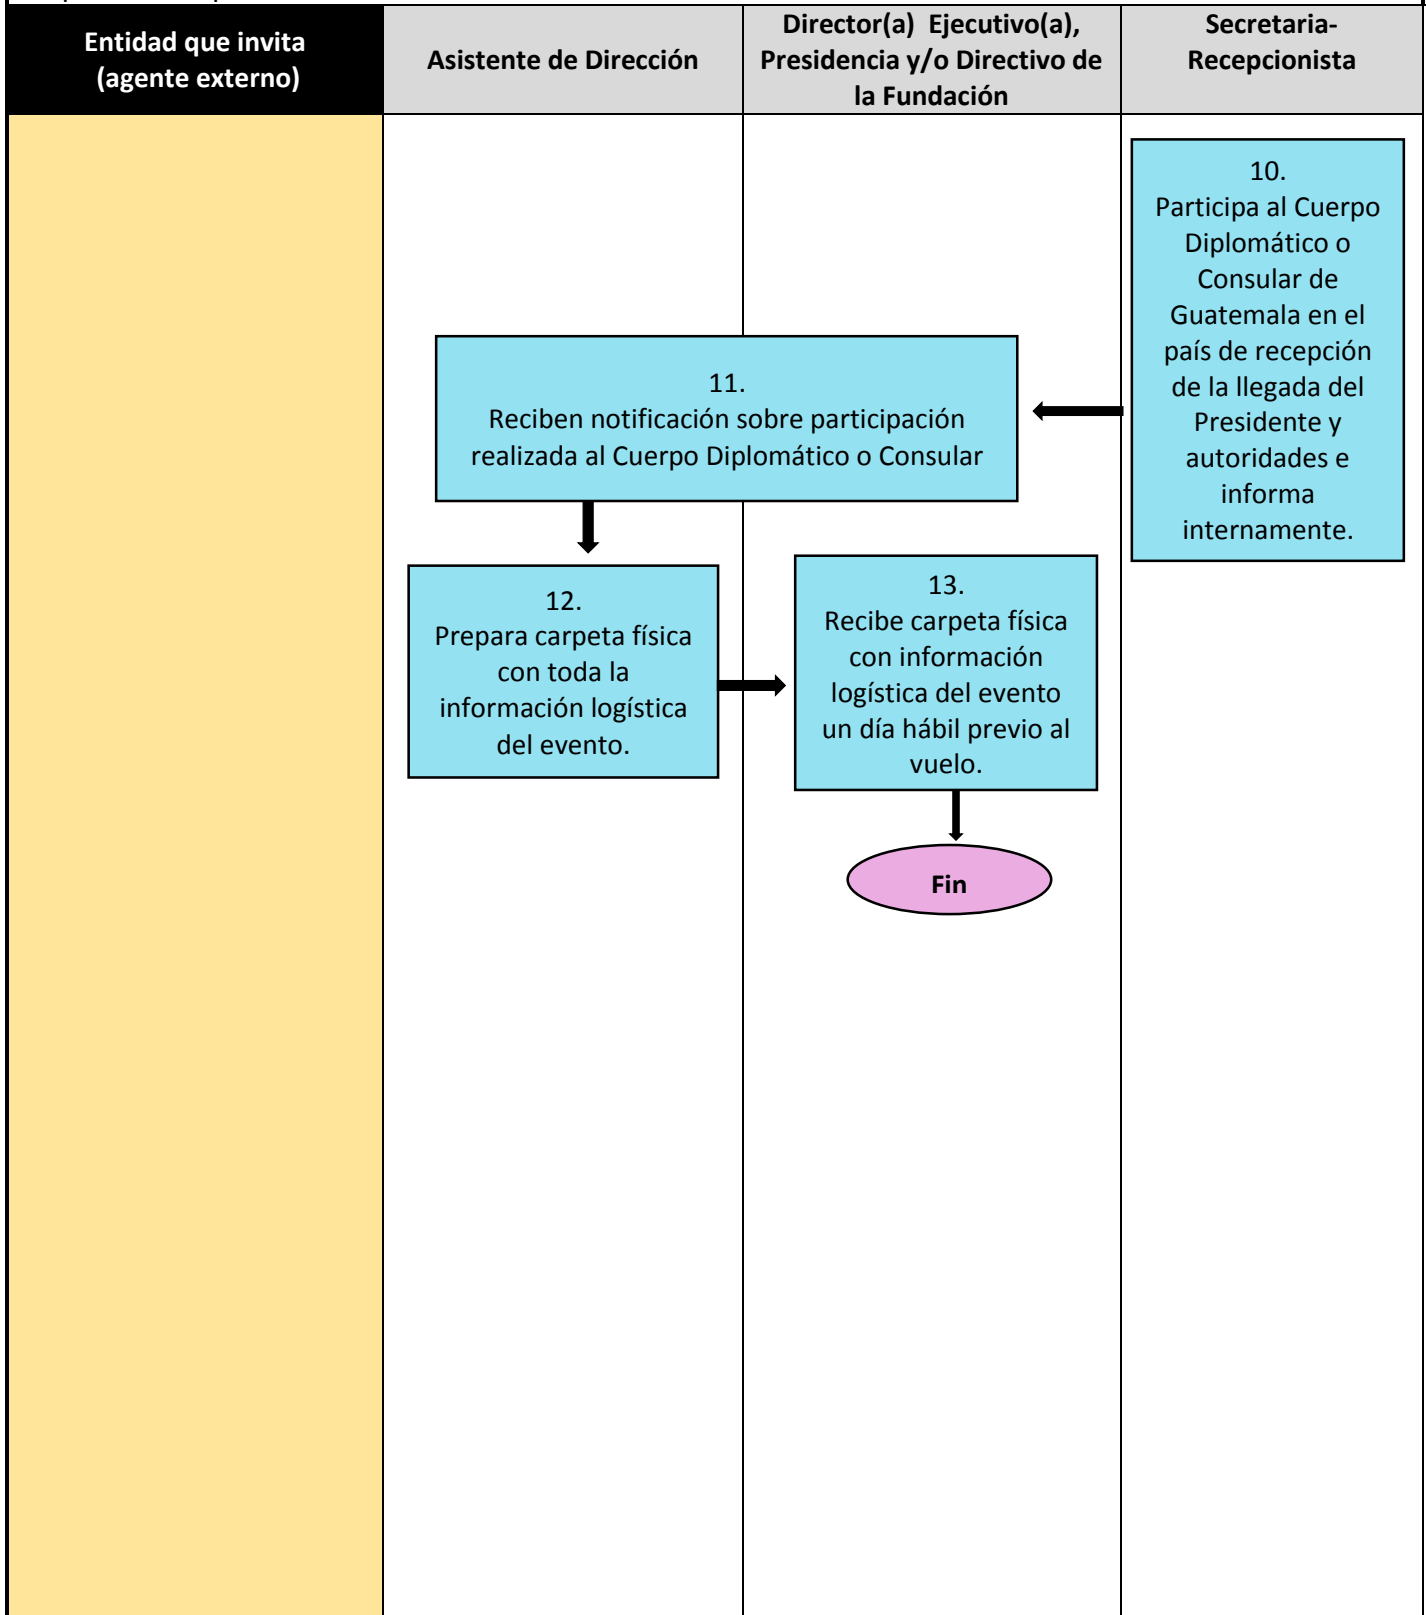 Entidad que invita
(agente externo)
Asistente de Dirección
Director(a) Ejecutivo(a),
Presidencia y/o Directivo de
la Fundación
Secretaria-
Recepcionista
10.
Participa al Cuerpo
Diplomático o
Consular de
Guatemala en el
país de recepción
de la llegada del
Presidente y
autoridades e
informa
internamente.
11.
Reciben notificación sobre participación
realizada al Cuerpo Diplomático o Consular
12.
Prepara carpeta física
con toda la
información logística
del evento.
13.
Recibe carpeta física
con información
logística del evento
un día hábil previo al
vuelo.
Fin